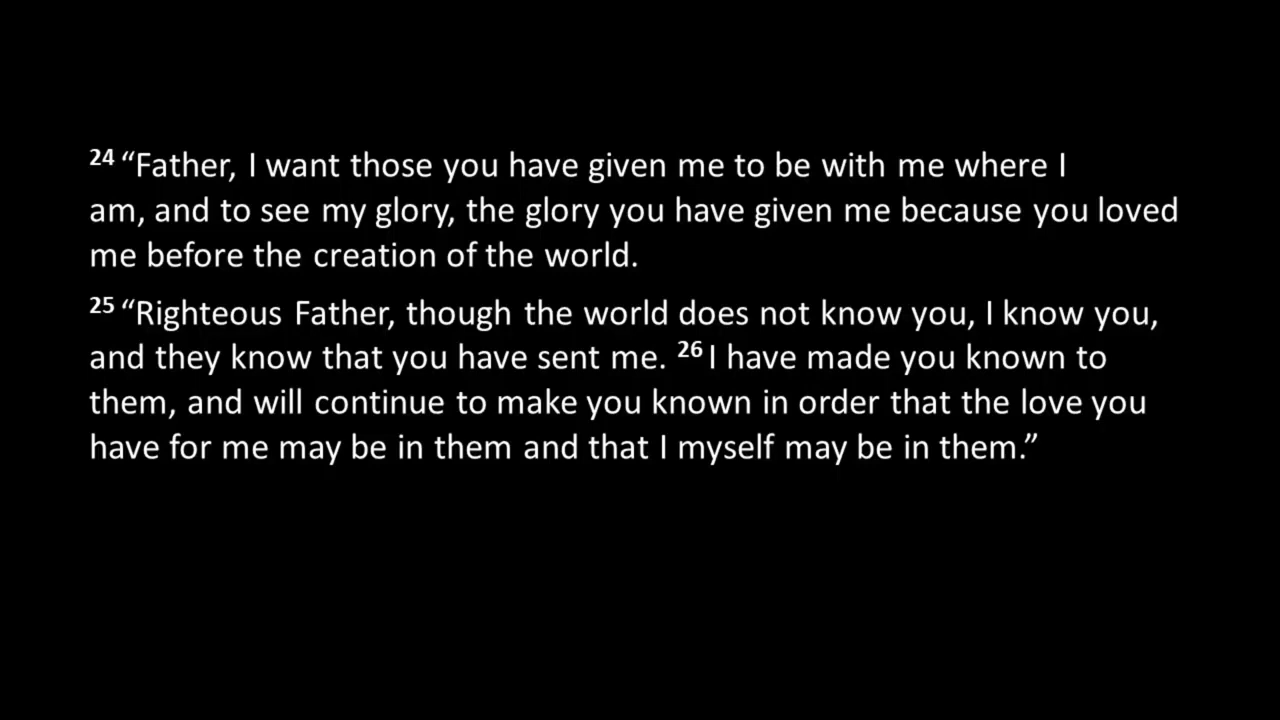 24 “Father, I want those you have given me to be with me where I
am, and to see my glory, the glory you have given me because you loved
me before the creation of the world.
25 “Righteous Father, though the world does not know you, I know you,
and they know that you have sent me. 26 I have made you known to
them, and will continue to make you known in order that the love you
have for me may be in them and that I myself may be in them.”